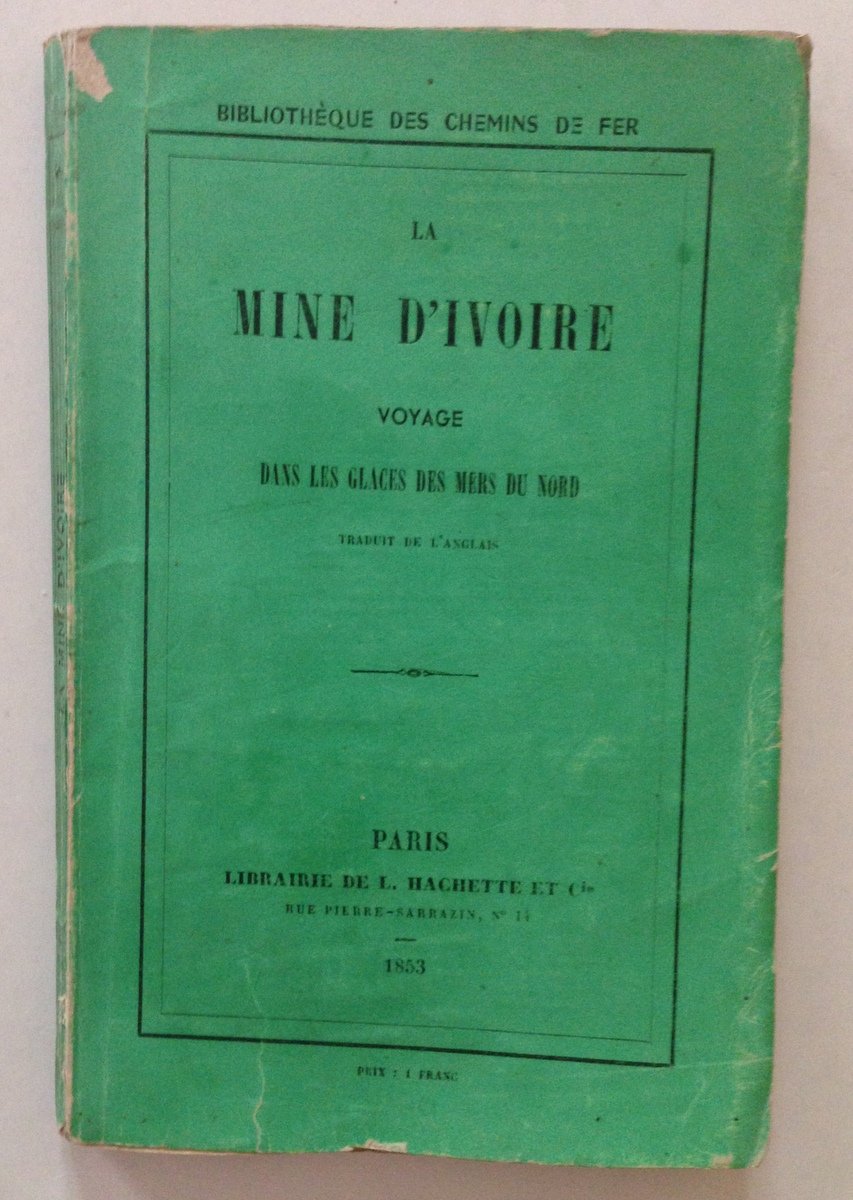 BIBLIOTHÈQUE DES CHEMINS DE FER
LA
MINE D'IVOIRE
VOYAGE
DANS LES GLACES DES MERS DU NORD
TRADUIT DE L'ANGLAIS
PARIS
LIBRAIRIE DE L. HACHETTE ET Cie
RUE PIERRE-SARRAZIN, N° 14
1853
PRIX : 1 FRANC
LA MINE D'IVOIRE